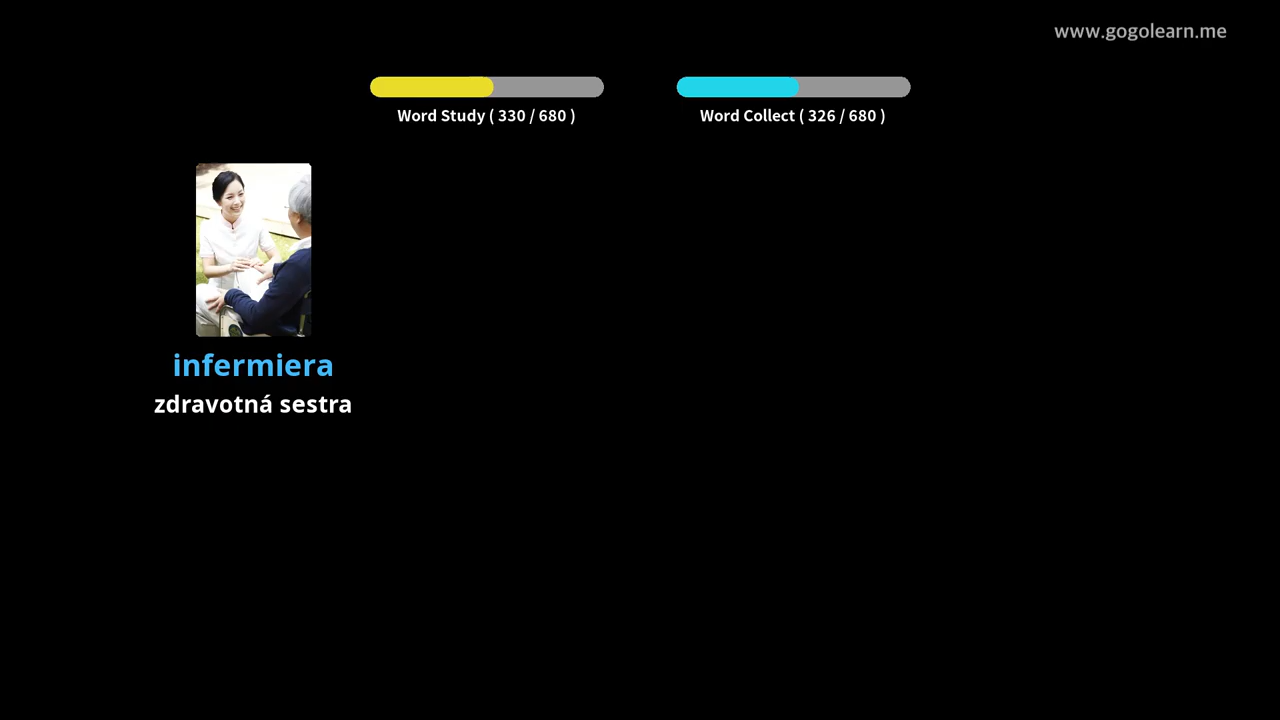 www.gogolearn.me
Word Study ( 330 / 680 )
Word Collect ( 326 / 680 )
infermiera
zdravotná sestra